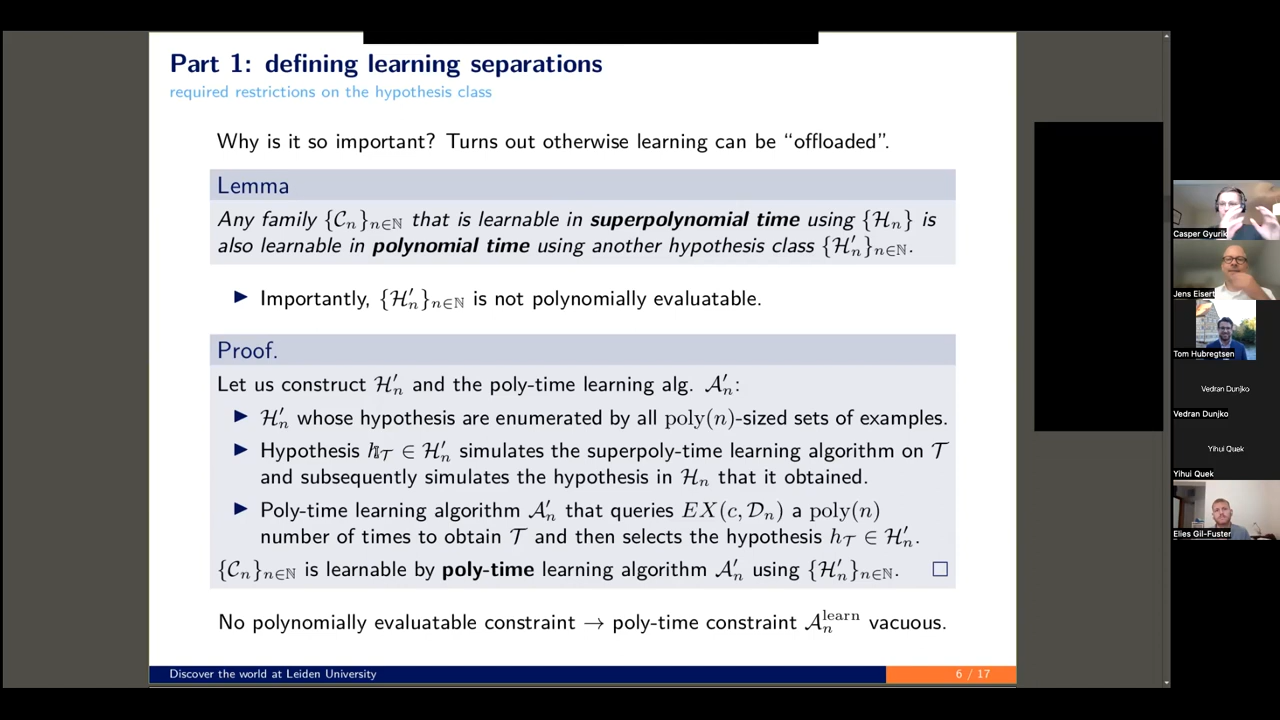 Part 1: defining learning separations
required restrictions on the hypothesis class
Why is it so important? Turns out otherwise learning can be “offloaded”.
Lemma
Any family {𝒞ₙ}ₙ∈ℕ that is learnable in superpolynomial time using {ℋₙ} is
also learnable in polynomial time using another hypothesis class {ℋ′ₙ}ₙ∈ℕ.
▶ Importantly, {ℋ′ₙ}ₙ∈ℕ is not polynomially evaluatable.
Proof.
Let us construct ℋ′ₙ and the poly-time learning alg. 𝒜′ₙ:
▶ ℋ′ₙ whose hypothesis are enumerated by all poly(n)-sized sets of examples.
▶ Hypothesis h_𝒯 ∈ ℋ′ₙ simulates the superpoly-time learning algorithm on 𝒯
and subsequently simulates the hypothesis in ℋₙ that it obtained.
▶ Poly-time learning algorithm 𝒜′ₙ that queries EX(c, 𝒟ₙ) a poly(n)
number of times to obtain 𝒯 and then selects the hypothesis h_𝒯 ∈ ℋ′ₙ.
{𝒞ₙ}ₙ∈ℕ is learnable by poly-time learning algorithm 𝒜′ₙ using {ℋ′ₙ}ₙ∈ℕ. □
No polynomially evaluatable constraint → poly-time constraint 𝒜ₙ^learn vacuous.
Discover the world at Leiden University
6 / 17
Casper Gyurik
Jens Eisert
Tom Hubregtsen
Vedran Dunjko
Vedran Dunjko
Yihui Quek
Yihui Quek
Elies Gil-Fuster